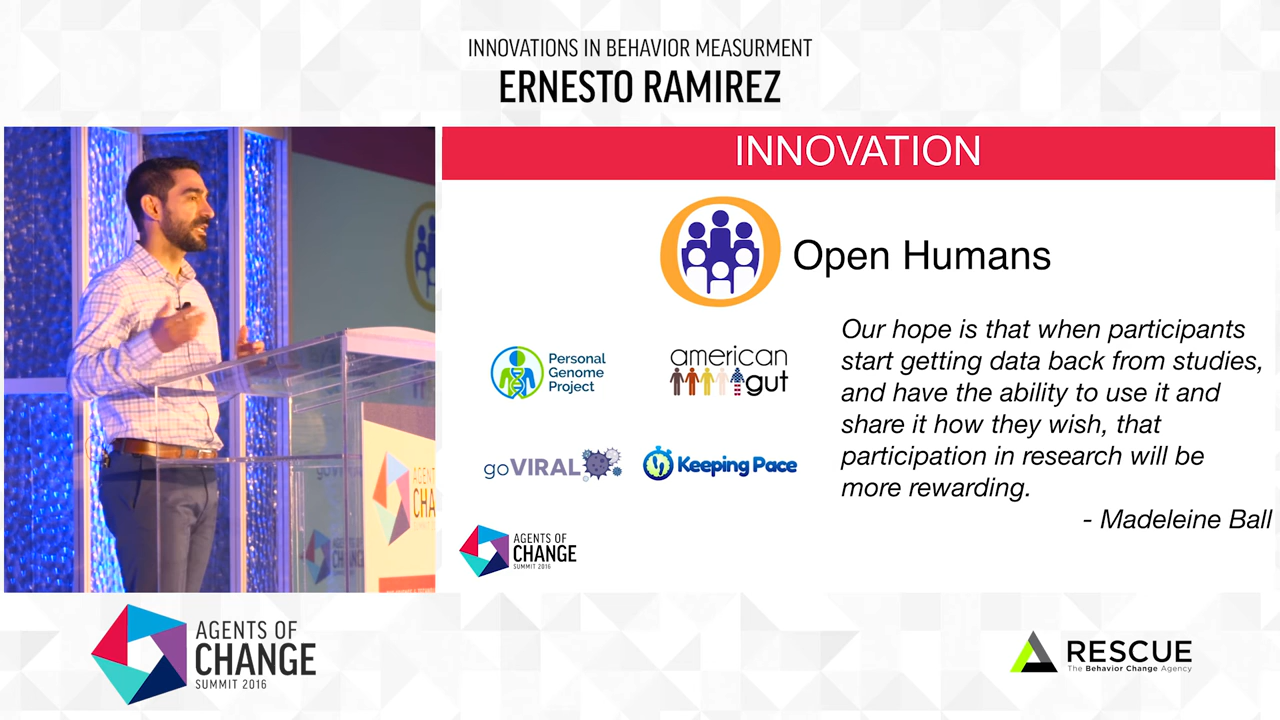 INNOVATIONS IN BEHAVIOR MEASURMENT
ERNESTO RAMIREZ
INNOVATION
Open Humans
Personal
Genome
Project
american
gut
goVIRAL
Keeping Pace
Our hope is that when participants
start getting data back from studies,
and have the ability to use it and
share it how they wish, that
participation in research will be
more rewarding.
- Madeleine Ball
AGENTS OF
CHANGE
SUMMIT 2016
AGENTS OF
CHANGE
SUMMIT 2016
RESCUE
The Behavior Change Agency